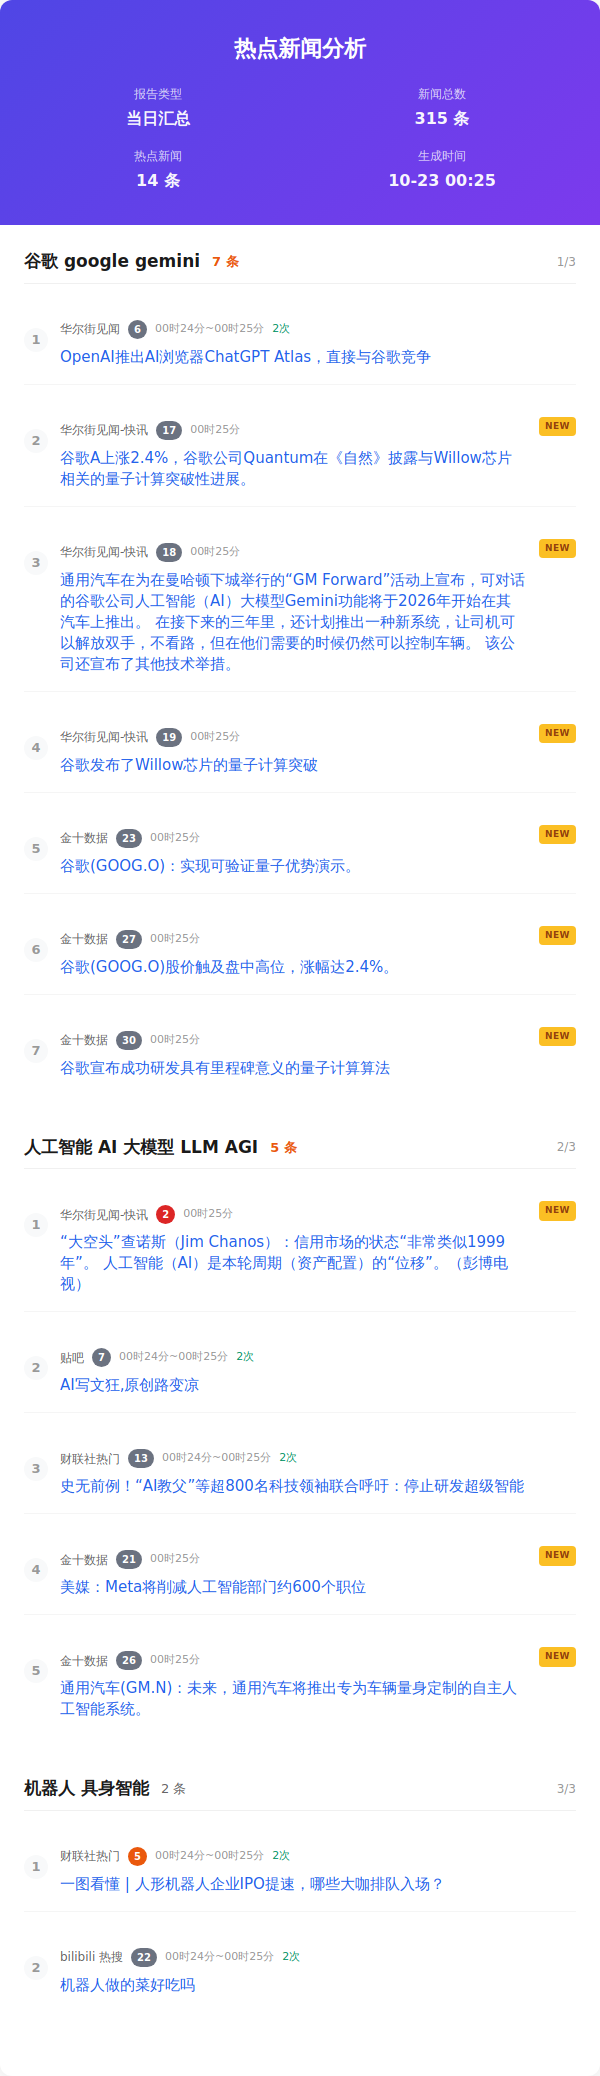 热点新闻分析
报告类型
新闻总数
当日汇总
315 条
热点新闻
生成时间
14 条
10-23 00:25
谷歌 google gemini 7 条 1/3
1
华尔街见闻 6 00时24分~00时25分 2次
OpenAI推出AI浏览器ChatGPT Atlas，直接与谷歌竞争
2
华尔街见闻-快讯 17 00时25分 NEW
谷歌A上涨2.4%，谷歌公司Quantum在《自然》披露与Willow芯片
相关的量子计算突破性进展。
3
华尔街见闻-快讯 18 00时25分 NEW
通用汽车在为在曼哈顿下城举行的“GM Forward”活动上宣布，可对话
的谷歌公司人工智能（AI）大模型Gemini功能将于2026年开始在其
汽车上推出。 在接下来的三年里，还计划推出一种新系统，让司机可
以解放双手，不看路，但在他们需要的时候仍然可以控制车辆。 该公
司还宣布了其他技术举措。
4
华尔街见闻-快讯 19 00时25分 NEW
谷歌发布了Willow芯片的量子计算突破
5
金十数据 23 00时25分 NEW
谷歌(GOOG.O)：实现可验证量子优势演示。
6
金十数据 27 00时25分 NEW
谷歌(GOOG.O)股价触及盘中高位，涨幅达2.4%。
7
金十数据 30 00时25分 NEW
谷歌宣布成功研发具有里程碑意义的量子计算算法
人工智能 AI 大模型 LLM AGI 5 条 2/3
1
华尔街见闻-快讯 2 00时25分 NEW
“大空头”查诺斯（Jim Chanos）：信用市场的状态“非常类似1999
年”。 人工智能（AI）是本轮周期（资产配置）的“位移”。（彭博电
视）
2
贴吧 7 00时24分~00时25分 2次
AI写文狂,原创路变凉
3
财联社热门 13 00时24分~00时25分 2次
史无前例！“AI教父”等超800名科技领袖联合呼吁：停止研发超级智能
4
金十数据 21 00时25分 NEW
美媒：Meta将削减人工智能部门约600个职位
5
金十数据 26 00时25分 NEW
通用汽车(GM.N)：未来，通用汽车将推出专为车辆量身定制的自主人
工智能系统。
机器人 具身智能 2 条 3/3
1
财联社热门 5 00时24分~00时25分 2次
一图看懂 | 人形机器人企业IPO提速，哪些大咖排队入场？
2
bilibili 热搜 22 00时24分~00时25分 2次
机器人做的菜好吃吗